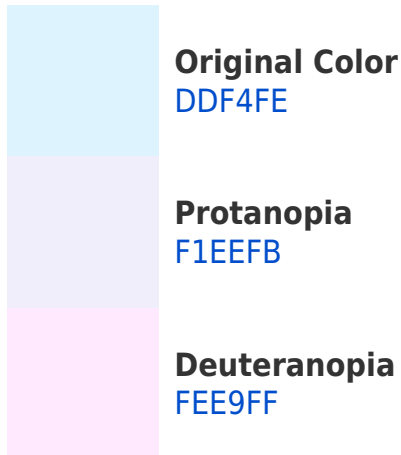 Original Color
DDF4FE
Protanopia
F1EEFB
Deuteranopia
FEE9FF